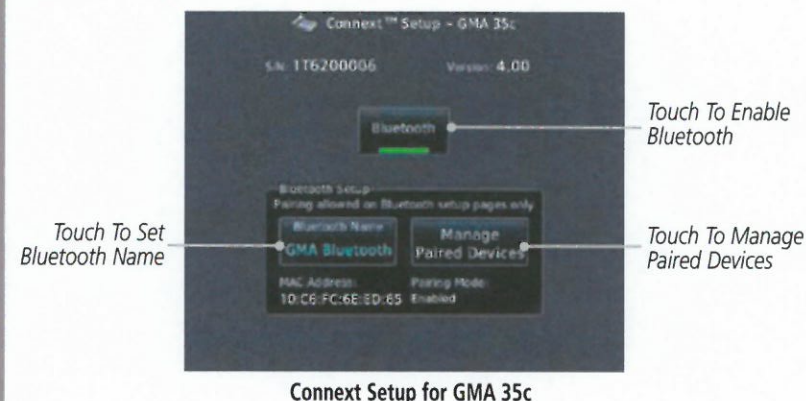 Connext™ Setup – GMA 35c
S/N: 1T6200006 Version: 4.00
Bluetooth
Touch To Enable
Bluetooth
Bluetooth Setup
Pairing allowed on Bluetooth setup pages only
Bluetooth Name
GMA Bluetooth
Manage
Paired Devices
Touch To Set
Bluetooth Name
Touch To Manage
Paired Devices
MAC Address:
10:C6:FC:6E:ED:85
Pairing Mode:
Enabled
Connext Setup for GMA 35c